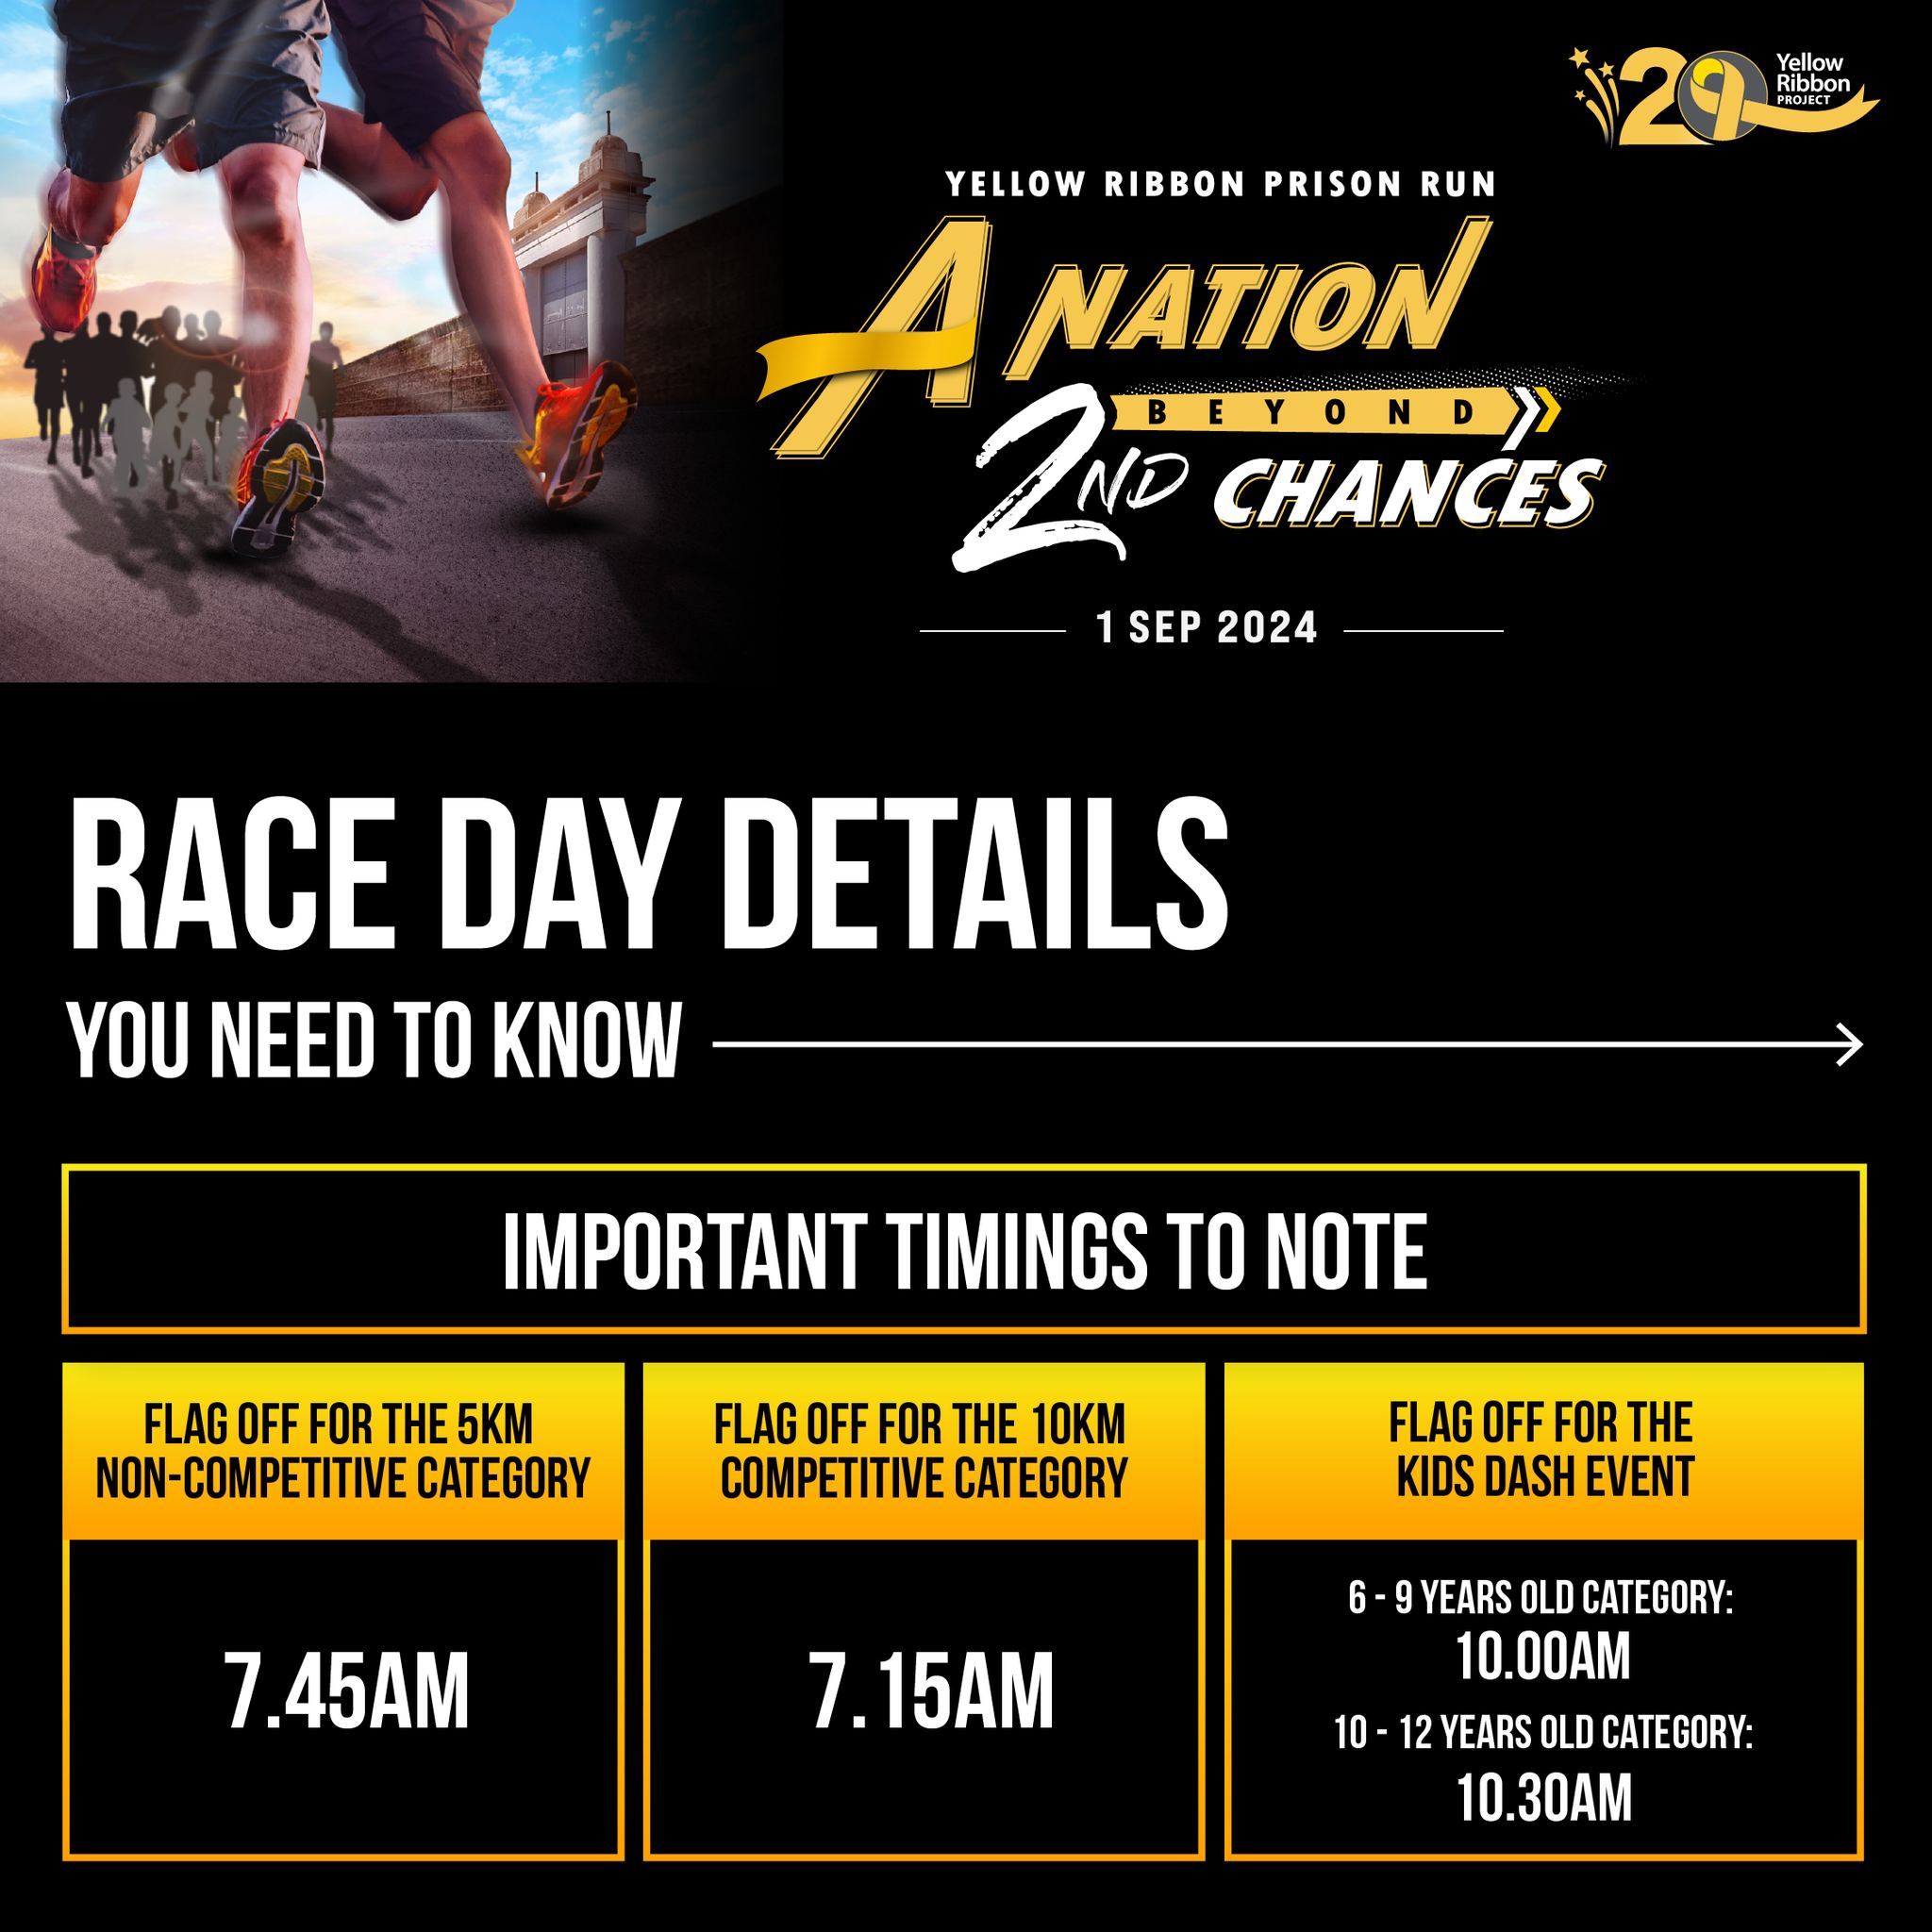 20
Yellow
Ribbon
PROJECT
YELLOW RIBBON PRISON RUN
A NATION
BEYOND
2ND CHANCES
1 SEP 2024
RACE DAY DETAILS
YOU NEED TO KNOW
IMPORTANT TIMINGS TO NOTE
FLAG OFF FOR THE 5KM
NON-COMPETITIVE CATEGORY
7.45AM
FLAG OFF FOR THE 10KM
COMPETITIVE CATEGORY
7.15AM
FLAG OFF FOR THE
KIDS DASH EVENT
6 - 9 YEARS OLD CATEGORY:
10.00AM
10 - 12 YEARS OLD CATEGORY:
10.30AM